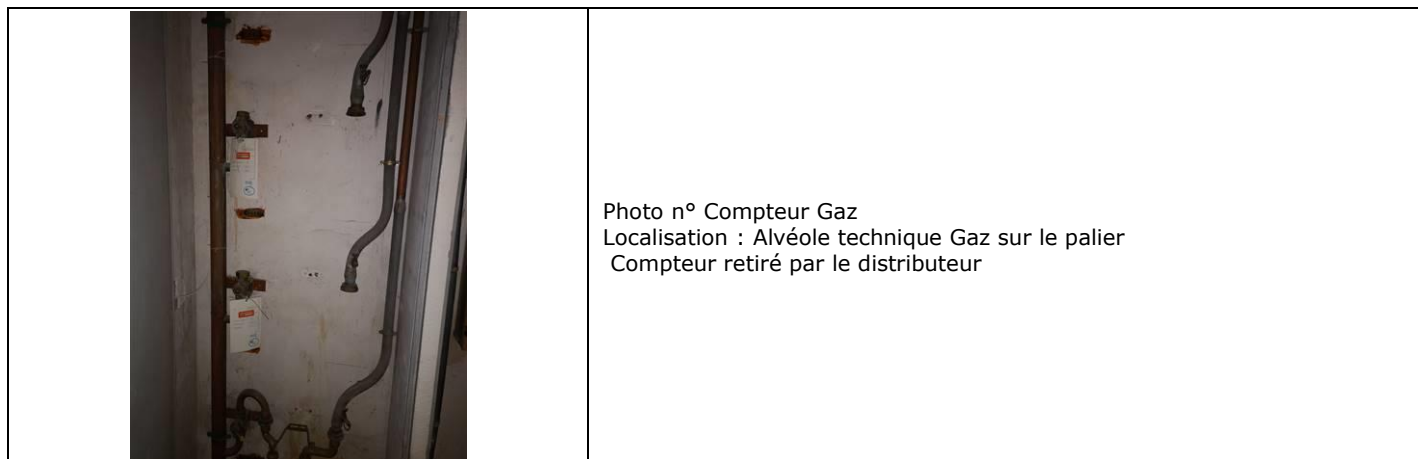 Photo n° Compteur Gaz
Localisation : Alvéole technique Gaz sur le palier
Compteur retiré par le distributeur